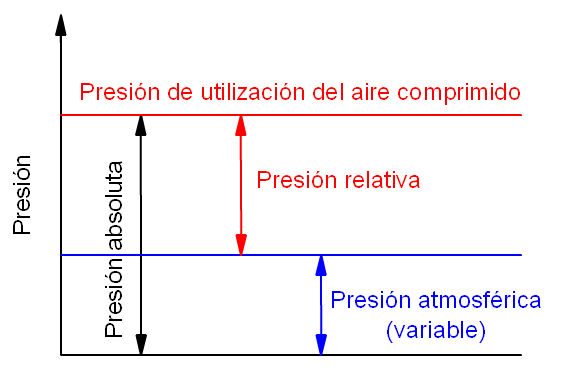 Presión de utilización del aire comprimido
Presión
Presión absoluta
Presión relativa
Presión atmosférica
(variable)